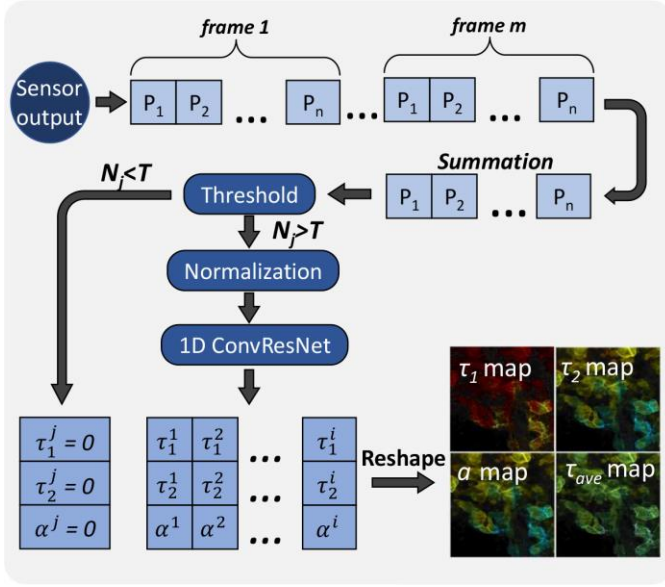 frame 1
frame m
Sensor output
P₁ P₂ ... Pₙ ... P₁ P₂ ... Pₙ
Summation
P₁ P₂ ... Pₙ
Nⱼ<T
Threshold
Nⱼ>T
Normalization
1D ConvResNet
τ₁ʲ = 0
τ₂ʲ = 0
αʲ = 0
τ₁¹ τ₁² ... τ₁ⁱ
τ₂¹ τ₂² ... τ₂ⁱ
α¹ α² ... αⁱ
Reshape
τ₁ map
τ₂ map
α map
τₐᵥₑ map